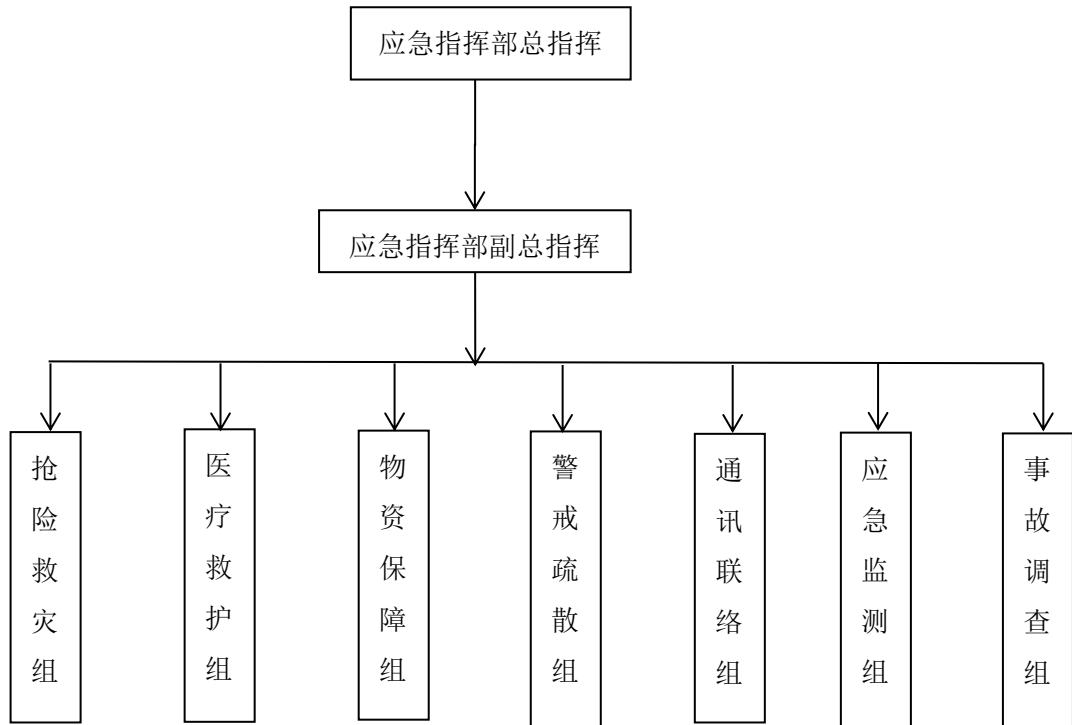 应急指挥部总指挥
应急指挥部副总指挥
抢险救灾组
医疗救护组
物资保障组
警戒疏散组
通讯联络组
应急监测组
事故调查组